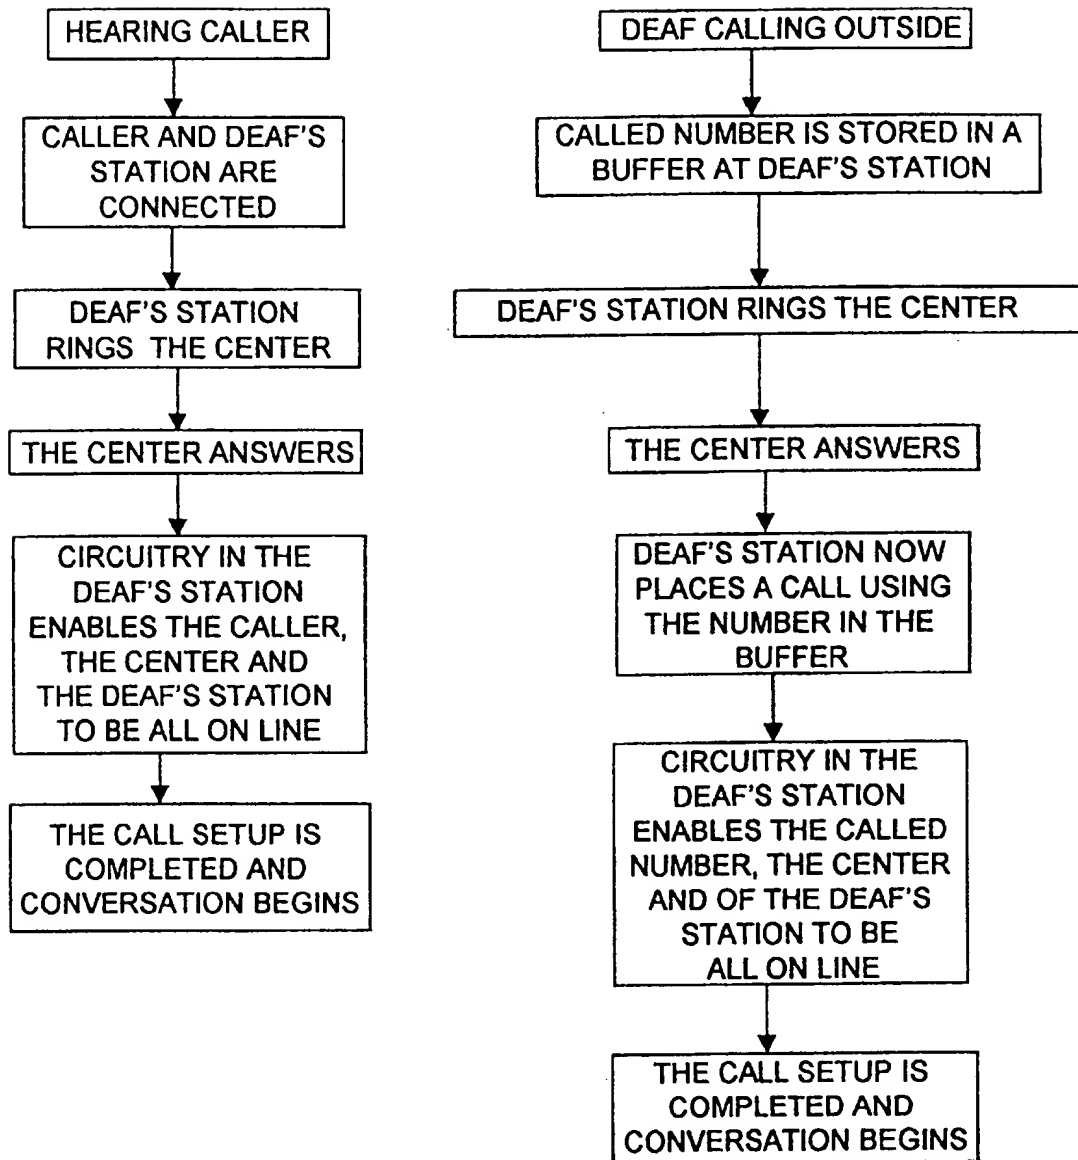 HEARING CALLER
CALLER AND DEAF'S
STATION ARE
CONNECTED
DEAF'S STATION
RINGS THE CENTER
THE CENTER ANSWERS
CIRCUITRY IN THE
DEAF'S STATION
ENABLES THE CALLER,
THE CENTER AND
THE DEAF'S STATION
TO BE ALL ON LINE
THE CALL SETUP IS
COMPLETED AND
CONVERSATION BEGINS
DEAF CALLING OUTSIDE
CALLED NUMBER IS STORED IN A
BUFFER AT DEAF'S STATION
DEAF'S STATION RINGS THE CENTER
THE CENTER ANSWERS
DEAF'S STATION NOW
PLACES A CALL USING
THE NUMBER IN THE
BUFFER
CIRCUITRY IN THE
DEAF'S STATION
ENABLES THE CALLED
NUMBER, THE CENTER
AND OF THE DEAF'S
STATION TO BE
ALL ON LINE
THE CALL SETUP IS
COMPLETED AND
CONVERSATION BEGINS